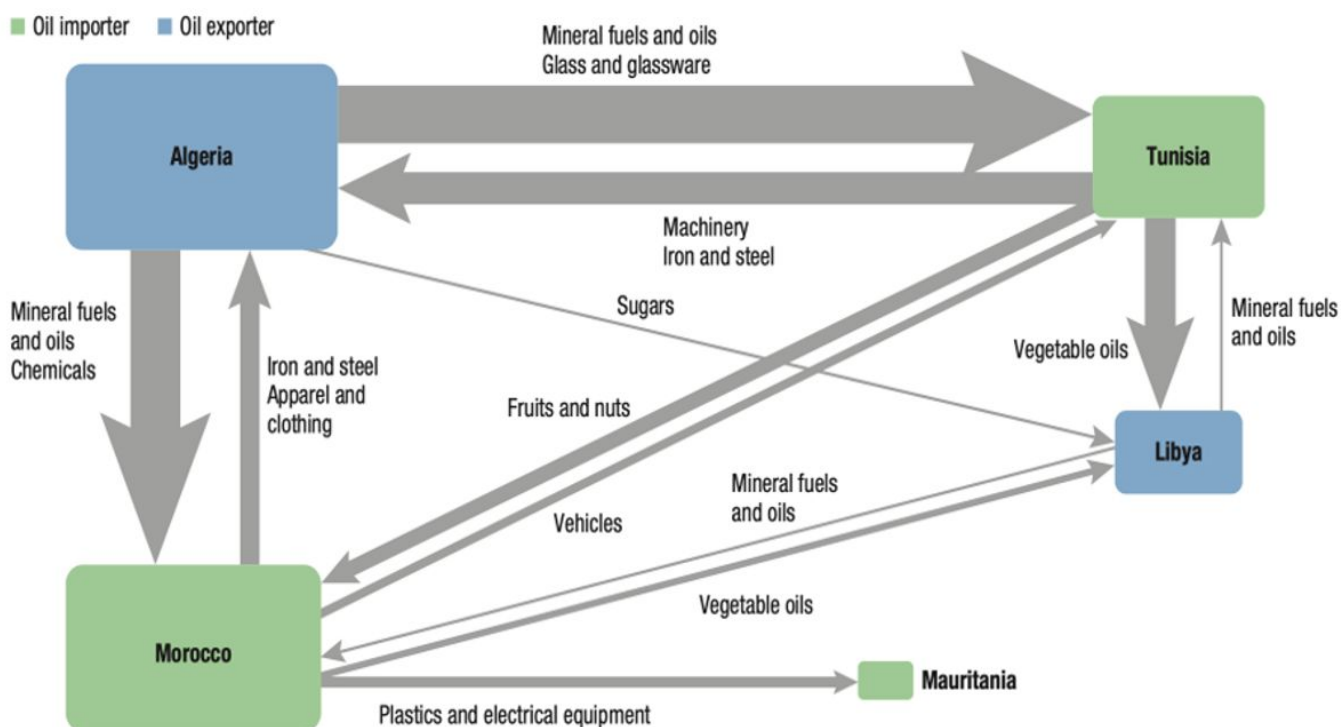 Oil importer
Oil exporter
Mineral fuels and oils
Glass and glassware
Algeria
Tunisia
Machinery
Iron and steel
Sugars
Mineral fuels
and oils
Chemicals
Iron and steel
Apparel and
clothing
Vegetable oils
Mineral fuels
and oils
Fruits and nuts
Libya
Mineral fuels
and oils
Vehicles
Vegetable oils
Morocco
Mauritania
Plastics and electrical equipment